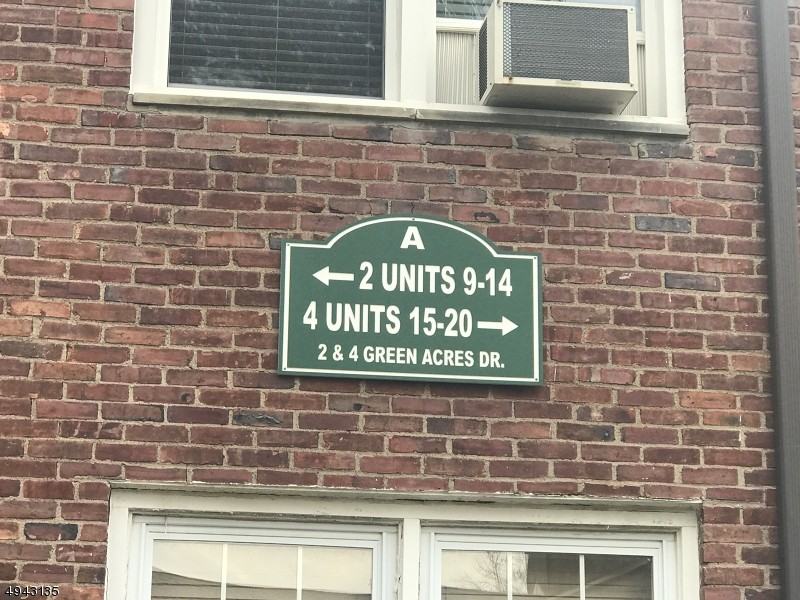 A
← 2 UNITS 9-14
4 UNITS 15-20 →
2 & 4 GREEN ACRES DR.
4943135